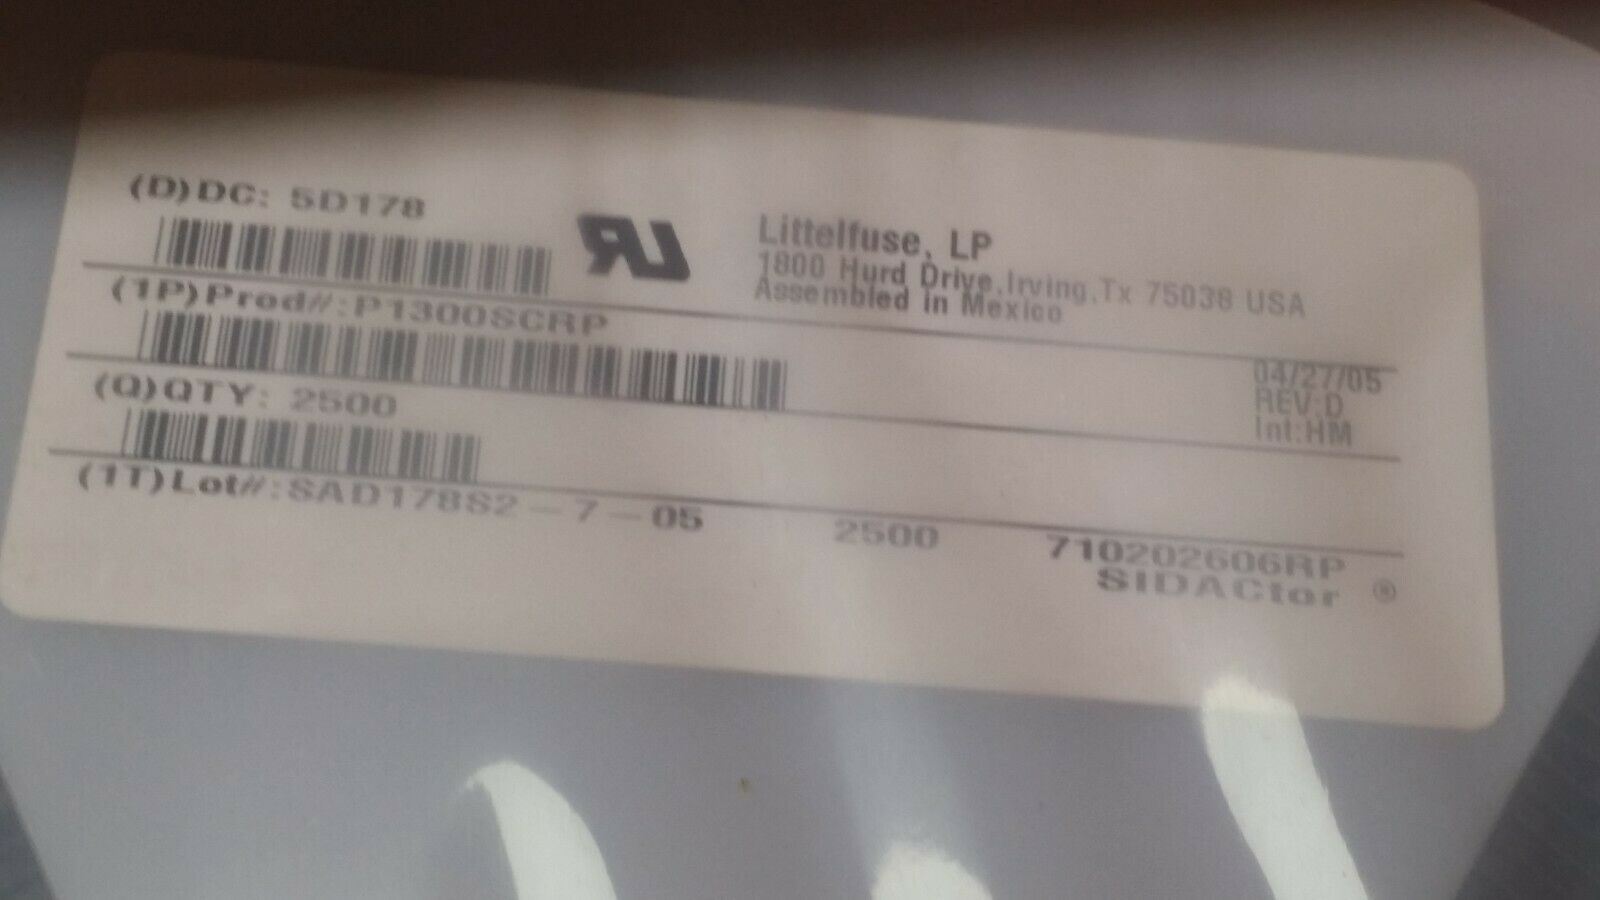 (D)DC: 5D178
Littelfuse, LP
1800 Hurd Drive,Irving,Tx 75038 USA
Assembled in Mexico
(1P)Prod#:P1300SCRP
04/27/05
REV:D
Int:HM
(Q)QTY: 2500
(1T)Lot#:SAD178S2-7-05 2500 710202606RP
SIDACtor ®